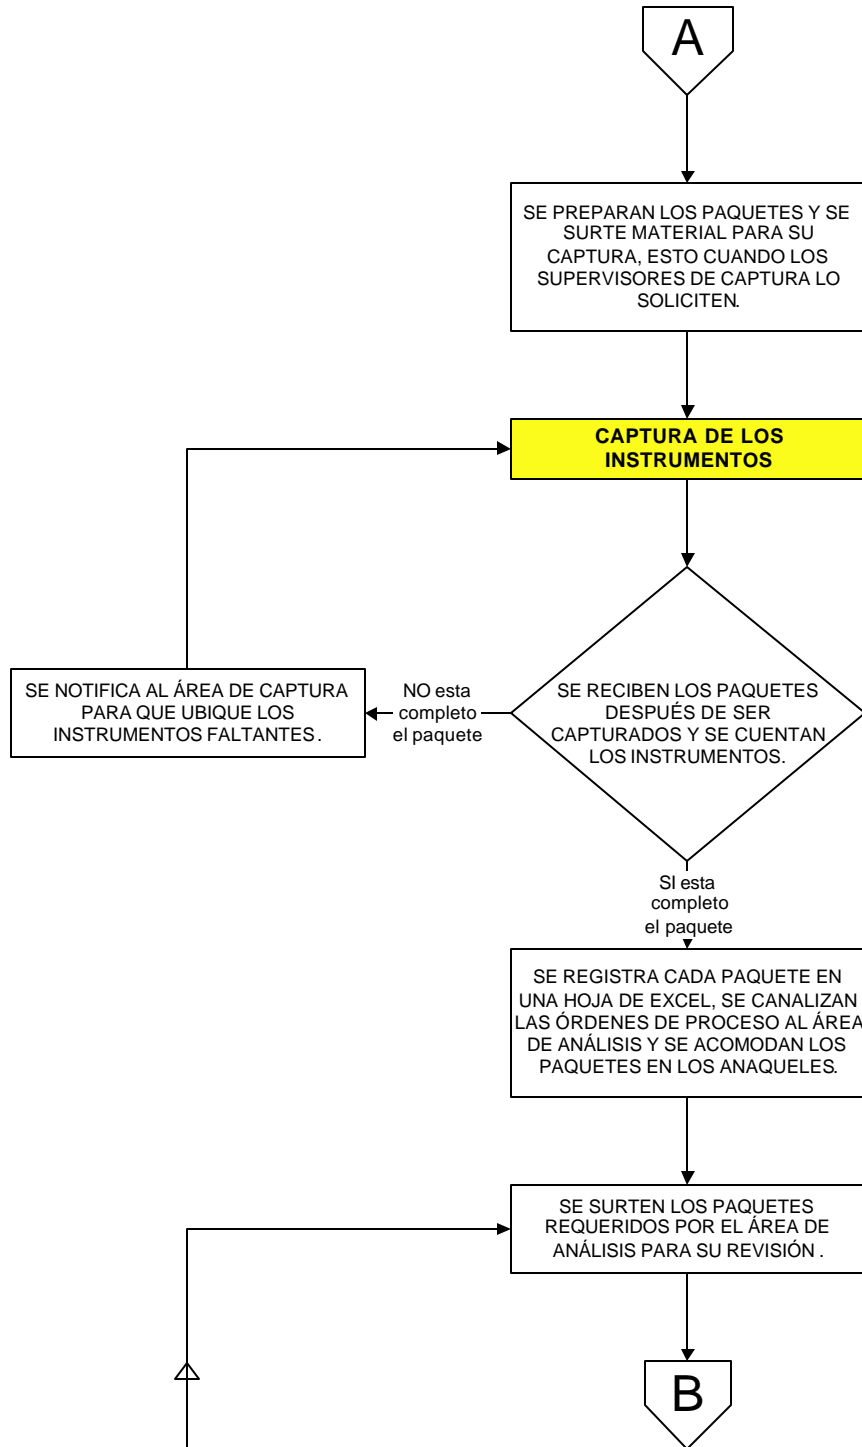 A
SE PREPARAN LOS PAQUETES Y SE
SURTE MATERIAL PARA SU
CAPTURA, ESTO CUANDO LOS
SUPERVISORES DE CAPTURA LO
SOLICITEN.
CAPTURA DE LOS
INSTRUMENTOS
SE RECIBEN LOS PAQUETES
DESPUÉS DE SER
CAPTURADOS Y SE CUENTAN
LOS INSTRUMENTOS.
NO esta
completo
el paquete
SE NOTIFICA AL ÁREA DE CAPTURA
PARA QUE UBIQUE LOS
INSTRUMENTOS FALTANTES .
SI esta
completo
el paquete
SE REGISTRA CADA PAQUETE EN
UNA HOJA DE EXCEL, SE CANALIZAN
LAS ÓRDENES DE PROCESO AL ÁREA
DE ANÁLISIS Y SE ACOMODAN LOS
PAQUETES EN LOS ANAQUELES.
SE SURTEN LOS PAQUETES
REQUERIDOS POR EL ÁREA DE
ANÁLISIS PARA SU REVISIÓN .
B